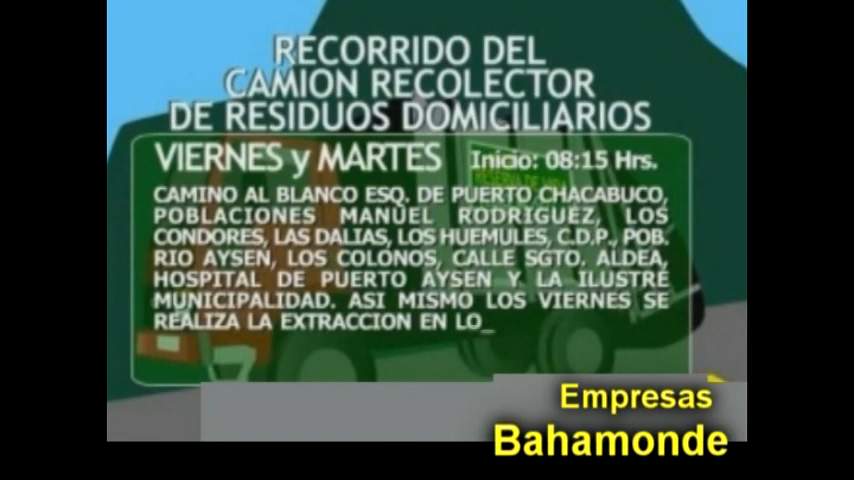 RECORRIDO DEL
CAMION RECOLECTOR
DE RESIDUOS DOMICILIARIOS
VIERNES y MARTES Inicio: 08:15 Hrs.
RESERVA DE
CAMINO AL BLANCO ESQ. DE PUERTO CHACABUCO,
POBLACIONES MANUEL RODRIGUEZ, LOS
CONDORES, LAS DALIAS, LOS HUEMULES, C.D.P., POB.
RIO AYSEN, LOS COLONOS, CALLE SGTO. ALDEA,
HOSPITAL DE PUERTO AYSEN Y LA ILUSTRE
MUNICIPALIDAD. ASI MISMO LOS VIERNES SE
REALIZA LA EXTRACCION EN LO_
Empresas
Bahamonde